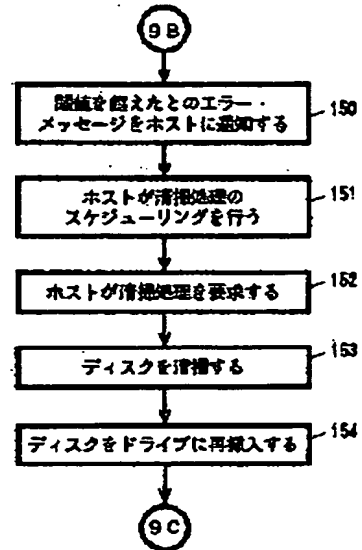 9B
閾値を超えたとのエラー・
メッセージをホストに通知する
150
ホストが清掃処理の
スケジューリングを行う
151
ホストが清掃処理を要求する
152
ディスクを清掃する
153
ディスクをドライブに再挿入する
154
9C